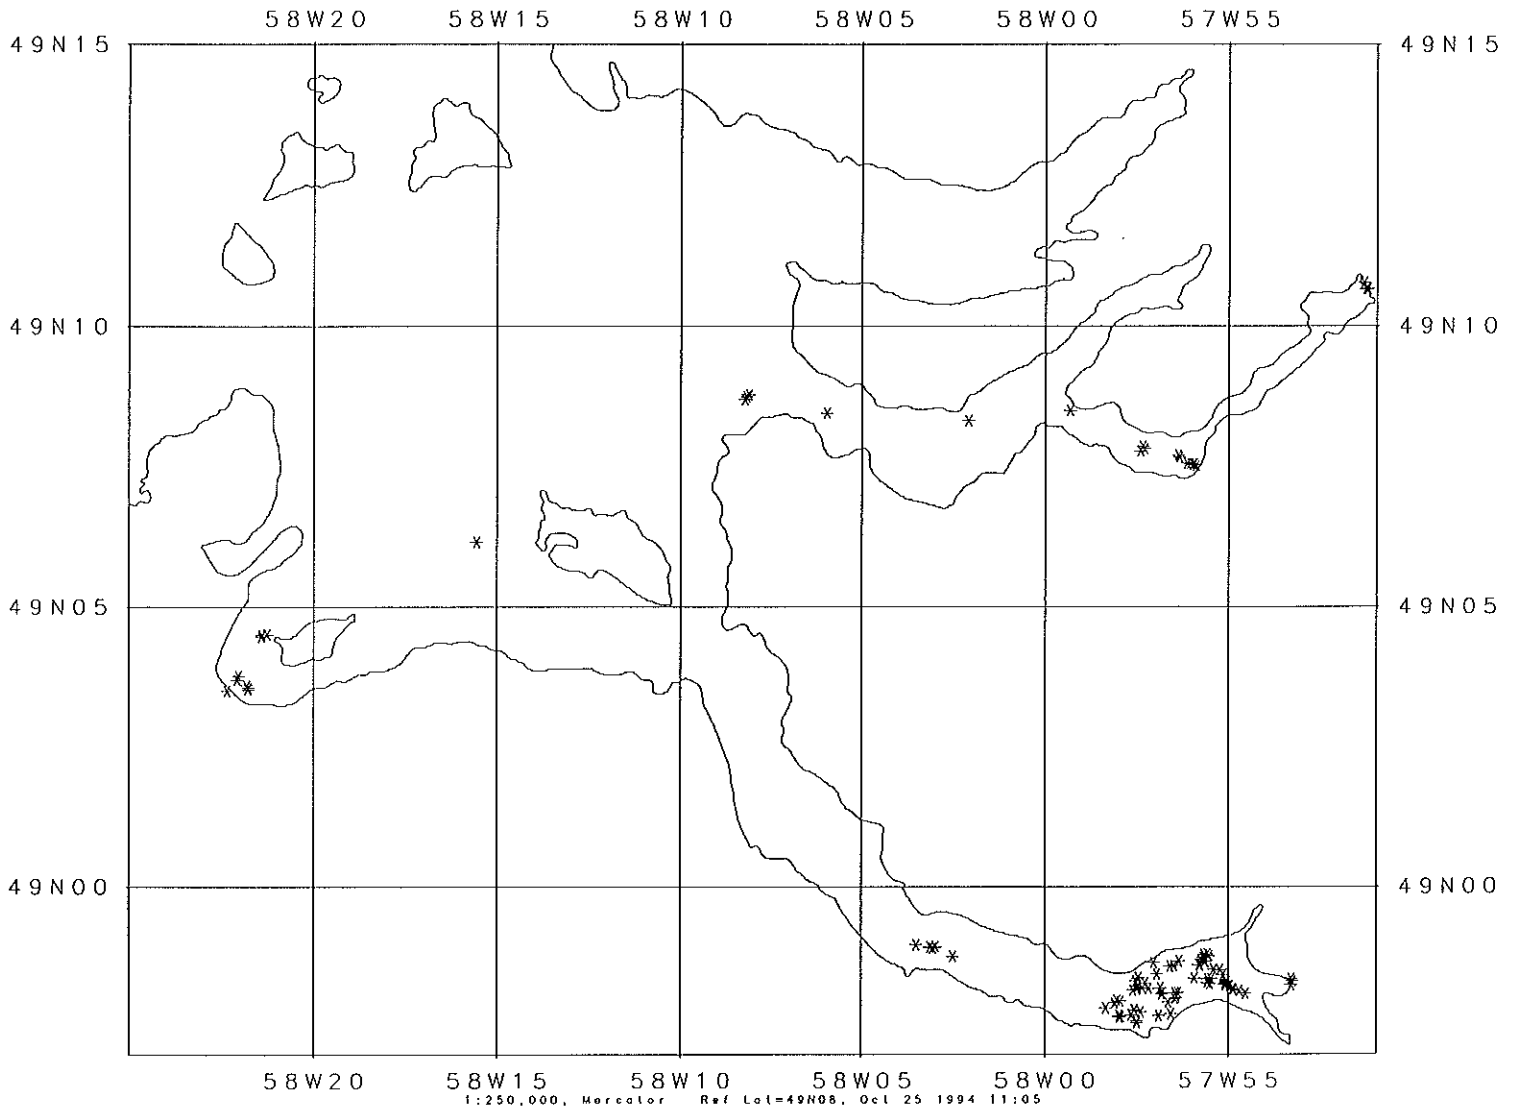 58W20 58W15 58W10 58W05 58W00 57W55
49N15 49N15
49N10 49N10
49N05 49N05
49N00 49N00
58W20 58W15 58W10 58W05 58W00 57W55
1:250,000, Mercator Ref Lat=49N08, Oct 25 1994 11:05